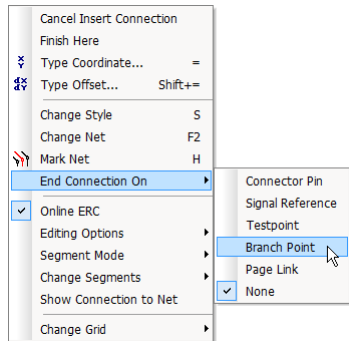 Cancel Insert Connection
Finish Here
Type Coordinate... =
Type Offset... Shift+=
Change Style S
Change Net F2
Mark Net H
End Connection On
Online ERC
Editing Options
Segment Mode
Change Segments
Show Connection to Net
Change Grid
Connector Pin
Signal Reference
Testpoint
Branch Point
Page Link
None